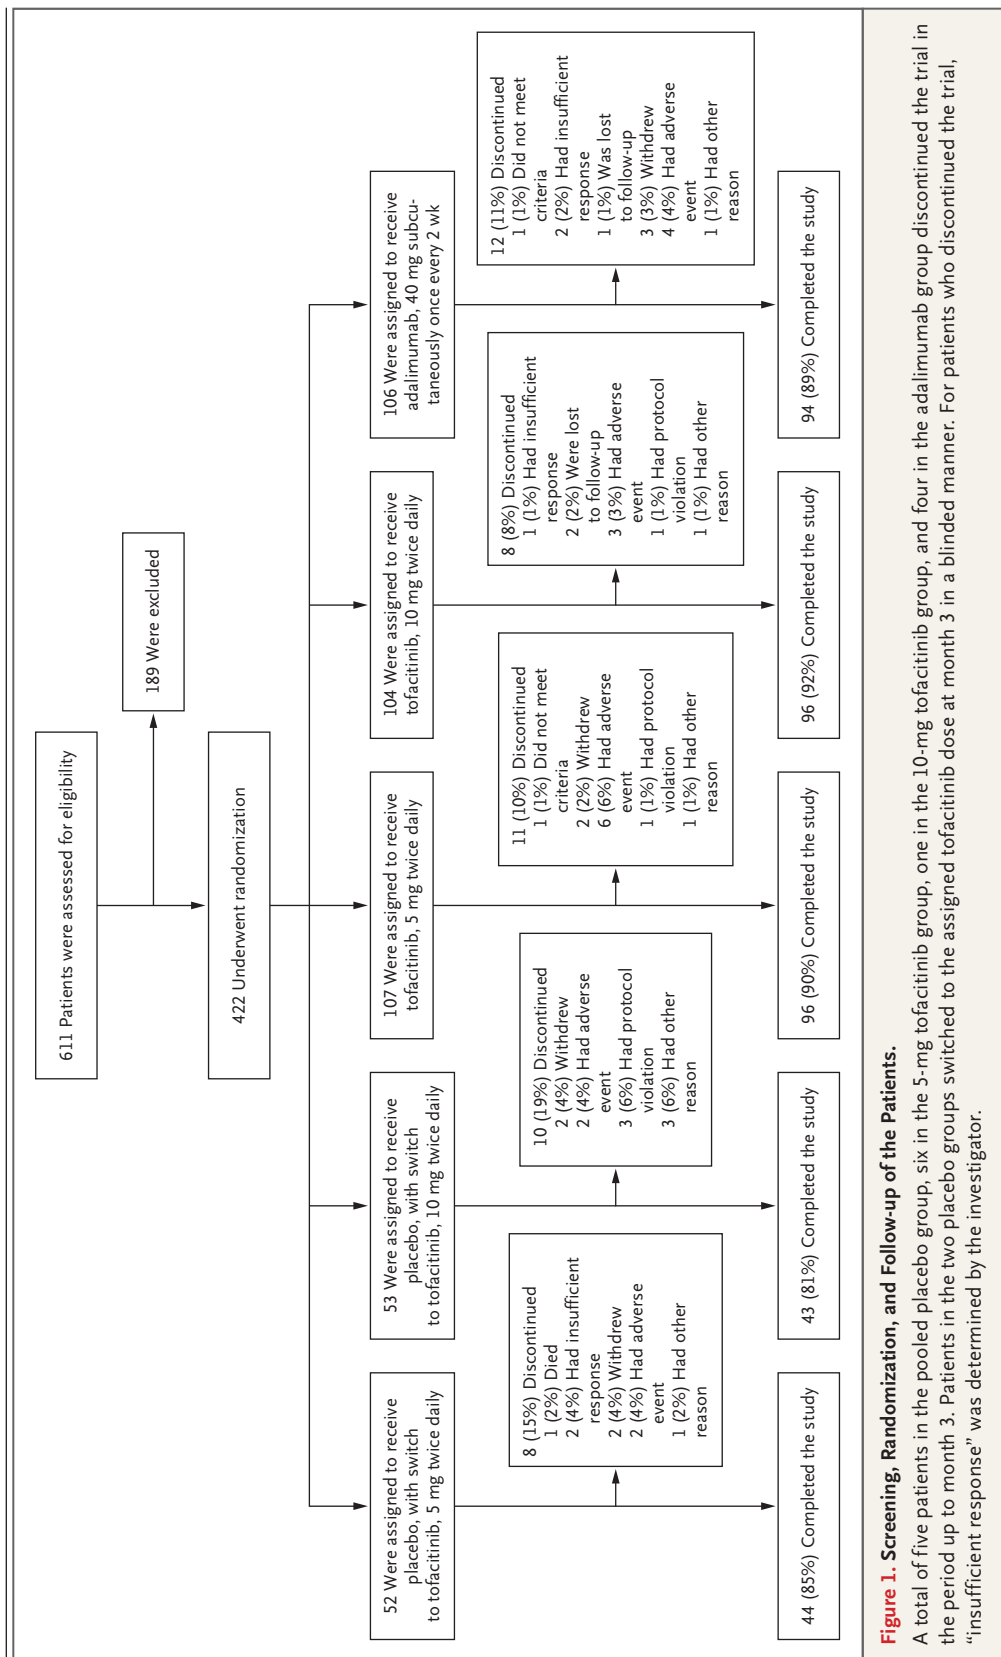 611 Patients were assessed for eligibility
189 Were excluded
422 Underwent randomization
52 Were assigned to receive
placebo, with switch
to tofacitinib, 5 mg twice daily
53 Were assigned to receive
placebo, with switch
to tofacitinib, 10 mg twice daily
107 Were assigned to receive
tofacitinib, 5 mg twice daily
104 Were assigned to receive
tofacitinib, 10 mg twice daily
106 Were assigned to receive
adalimumab, 40 mg subcu-
taneously once every 2 wk
8 (15%) Discontinued
1 (2%) Died
2 (4%) Had insufficient
response
2 (4%) Withdrew
2 (4%) Had adverse
event
1 (2%) Had other
reason
10 (19%) Discontinued
2 (4%) Withdrew
2 (4%) Had adverse
event
3 (6%) Had protocol
violation
3 (6%) Had other
reason
11 (10%) Discontinued
1 (1%) Did not meet
criteria
2 (2%) Withdrew
6 (6%) Had adverse
event
1 (1%) Had protocol
violation
1 (1%) Had other
reason
8 (8%) Discontinued
1 (1%) Had insufficient
response
2 (2%) Were lost
to follow-up
3 (3%) Had adverse
event
1 (1%) Had protocol
violation
1 (1%) Had other
reason
12 (11%) Discontinued
1 (1%) Did not meet
criteria
2 (2%) Had insufficient
response
1 (1%) Was lost
to follow-up
3 (3%) Withdrew
4 (4%) Had adverse
event
1 (1%) Had other
reason
44 (85%) Completed the study
43 (81%) Completed the study
96 (90%) Completed the study
96 (92%) Completed the study
94 (89%) Completed the study
Figure 1. Screening, Randomization, and Follow-up of the Patients.
A total of five patients in the pooled placebo group, six in the 5-mg tofacitinib group, one in the 10-mg tofacitinib group, and four in the adalimumab group discontinued the trial in
the period up to month 3. Patients in the two placebo groups switched to the assigned tofacitinib dose at month 3 in a blinded manner. For patients who discontinued the trial,
“insufficient response” was determined by the investigator.